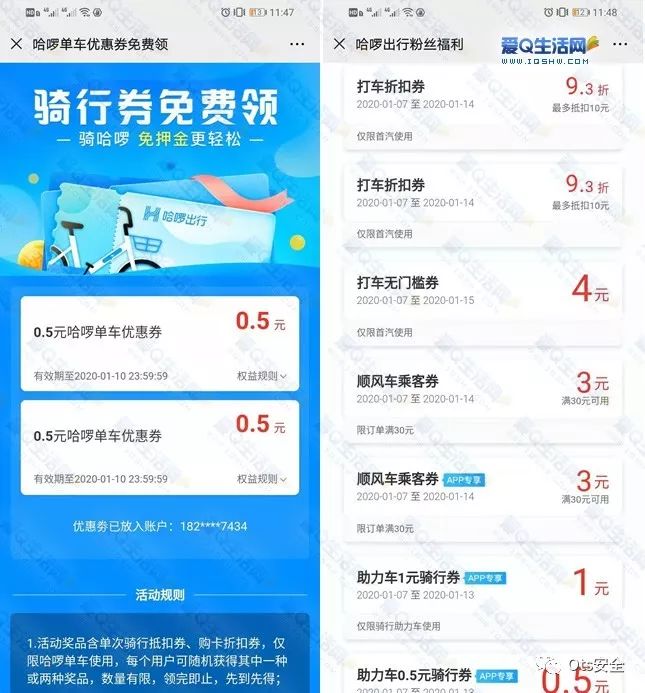 11:47
哈啰单车优惠券免费领
骑行券免费领
骑哈啰 免押金更轻松
哈啰出行
0.5元哈啰单车优惠券
0.5元
有效期至2020-01-10 23:59:59
权益规则
0.5元哈啰单车优惠券
0.5元
有效期至2020-01-10 23:59:59
权益规则
优惠券已放入账户：182****7434
活动规则
1.活动奖品含单次骑行抵扣券、购卡折扣券，仅
限哈啰单车使用，每个用户可随机获得其中一种
或两种奖品，数量有限，领完即止，先到先得；
11:48
哈啰出行粉丝福利
爱Q生活网
WWW.IQSHW.COM
打车折扣券
9.3折
2020-01-07 至 2020-01-14
最多抵扣10元
仅限首汽使用
打车折扣券
9.3折
2020-01-07 至 2020-01-14
最多抵扣10元
仅限首汽使用
打车无门槛券
4元
2020-01-07 至 2020-01-15
仅限首汽使用
顺风车乘客券
3元
2020-01-07 至 2020-01-14
满30元可用
限订单满30元
顺风车乘客券 APP专享
3元
2020-01-07 至 2020-01-14
满30元可用
限订单满30元
助力车1元骑行券 APP专享
1元
2020-01-07 至 2020-01-13
仅限骑行助力车使用
助力车0.5元骑行券 APP专享
0.5元
Qts安全